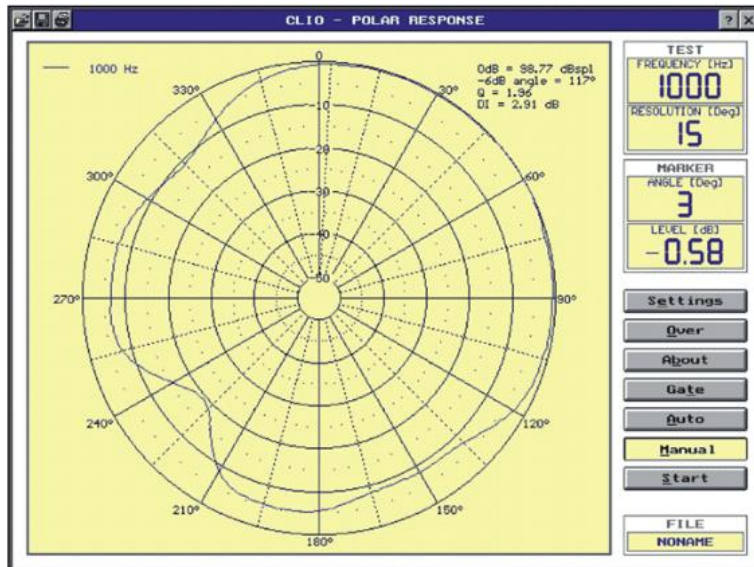 CLIO - POLAR RESPONSE
? X
1000 Hz
0dB = 98.77 dBspl
-6dB angle = 117°
Q = 1.96
DI = 2.91 dB
0
-10
-20
-30
-40
-50
30°
60°
90°
120°
150°
180°
210°
240°
270°
300°
330°
TEST
FREQUENCY [Hz]
1000
RESOLUTION [Deg]
15
MARKER
ANGLE [Deg]
3
LEVEL [dB]
-0.58
Settings
Over
About
Gate
Auto
Manual
Start
FILE
NONAME